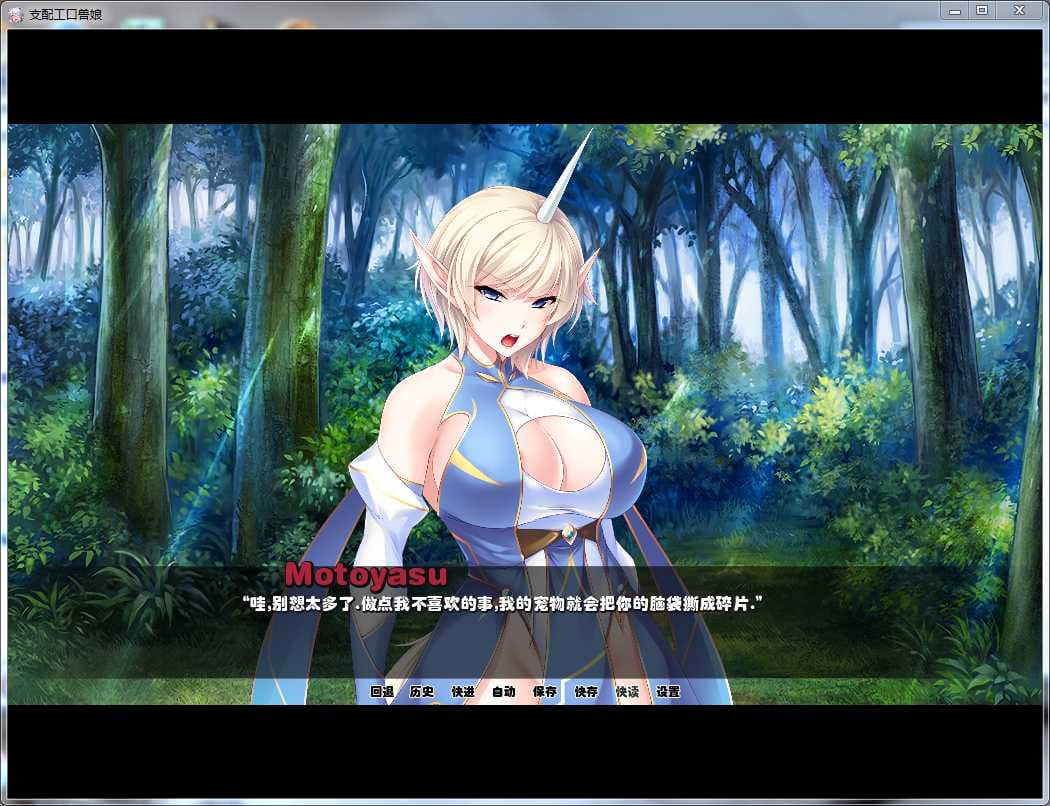 支配工口兽娘
Motoyasu
“哇,别想太多了.做点我不喜欢的事,我的宠物就会把你的脑袋撕成碎片.”
回退 历史 快进 自动 保存 快存 快读 设置